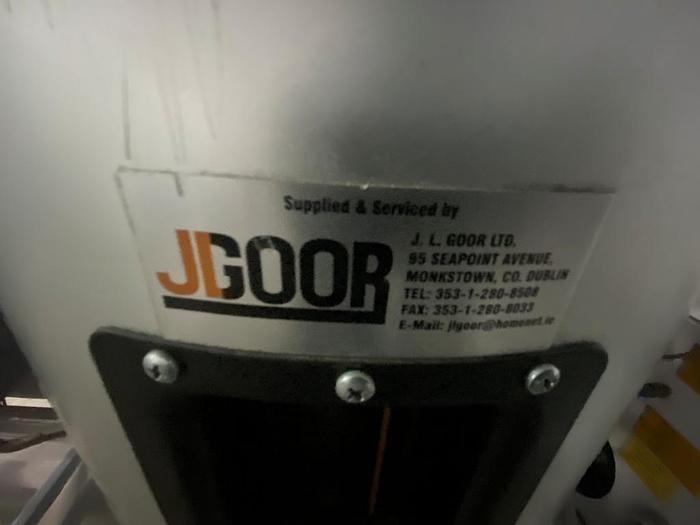 Supplied & Serviced by
JLGOOR
J. L. GOOR LTD.
95 SEAPOINT AVENUE,
MONKSTOWN, CO. DUBLIN
TEL: 353-1-280-8508
FAX: 353-1-280-8033
E-Mail: jlgoor@homenet.ie